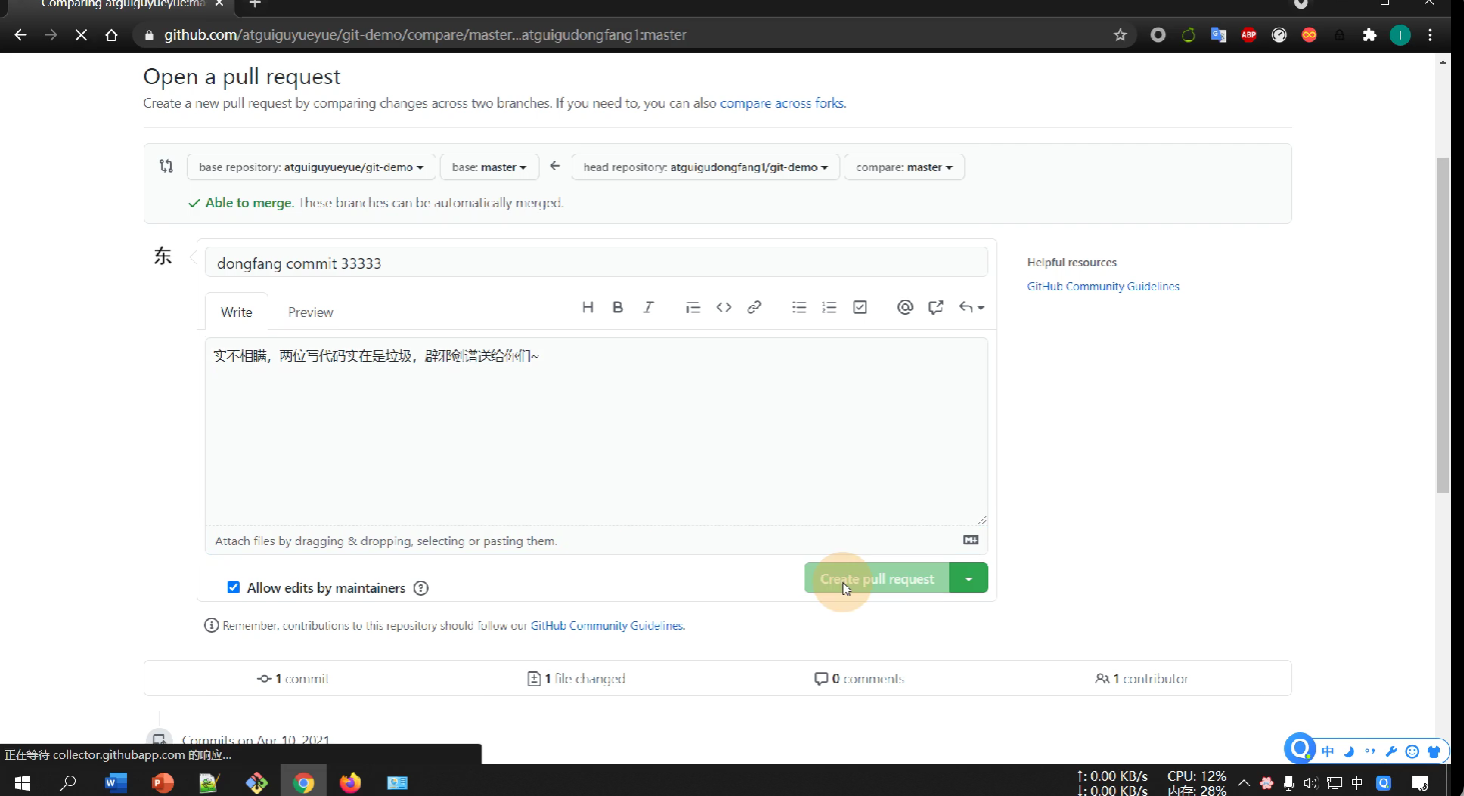 Comparing atguiguyueyue:ma
github.com/atguiguyueyue/git-demo/compare/master...atguigudongfang1:master
ABP
Open a pull request
Create a new pull request by comparing changes across two branches. If you need to, you can also compare across forks.
base repository: atguiguyueyue/git-demo base: master head repository: atguigudongfang1/git-demo compare: master
Able to merge. These branches can be automatically merged.
东
dongfang commit 33333
Helpful resources
GitHub Community Guidelines
Write Preview
H B I
实不相瞒，两位写代码实在是垃圾，辟邪剑谱送给你们~
Attach files by dragging & dropping, selecting or pasting them.
Create pull request
Allow edits by maintainers
Remember, contributions to this repository should follow our GitHub Community Guidelines.
1 commit 1 file changed 0 comments 1 contributor
Commits on Apr 10, 2021
正在等待 collector.githubapp.com 的响应...
中
↑: 0.00 KB/s CPU: 12%
↓: 0.00 KB/s 内存: 28%
中